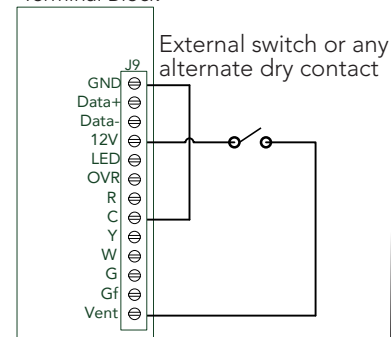 Terminal Block
External switch or any
alternate dry contact
J9
GND
Data+
Data-
12V
LED
OVR
R
C
Y
W
G
Gf
Vent